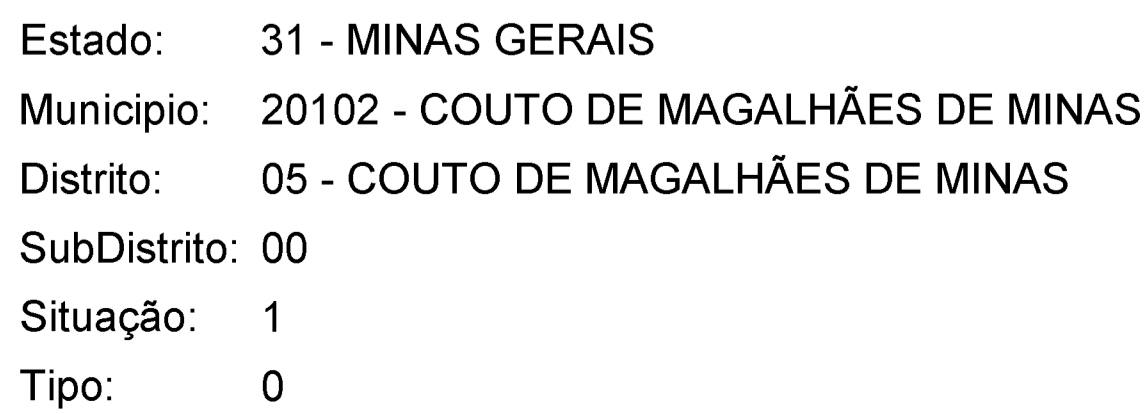 Estado: 31 - MINAS GERAIS
Municipio: 20102 - COUTO DE MAGALHÃES DE MINAS
Distrito: 05 - COUTO DE MAGALHÃES DE MINAS
SubDistrito: 00
Situação: 1
Tipo: 0